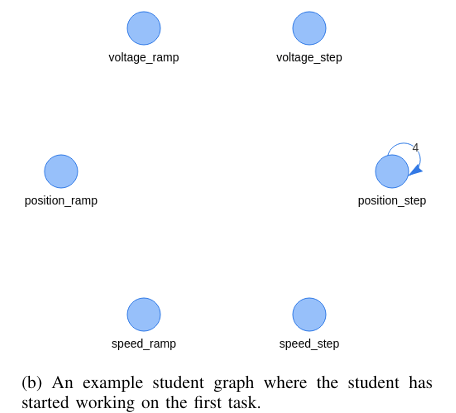 voltage_ramp
voltage_step
4
position_ramp
position_step
speed_ramp
speed_step
(b) An example student graph where the student has
started working on the first task.